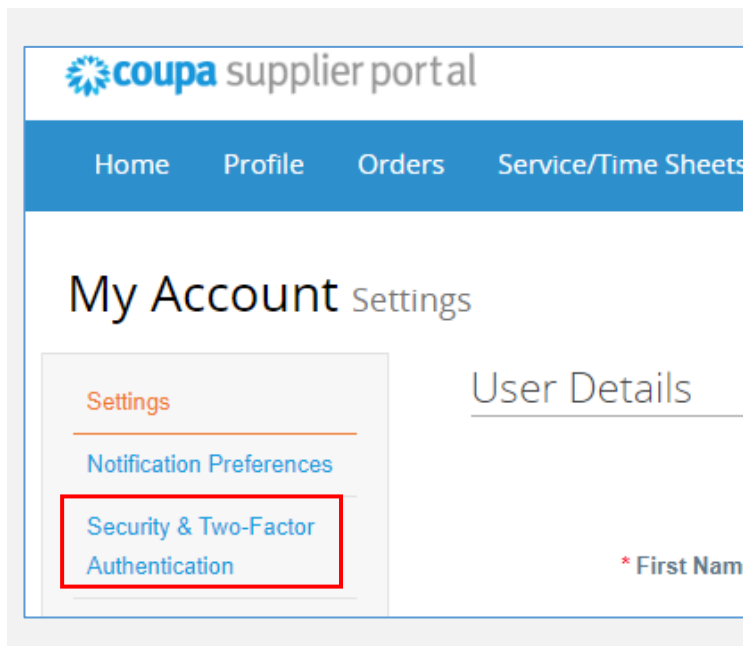 coupa supplier portal
Home Profile Orders Service/Time Sheets
My Account Settings
Settings
User Details
Notification Preferences
Security & Two-Factor
Authentication
* First Nam